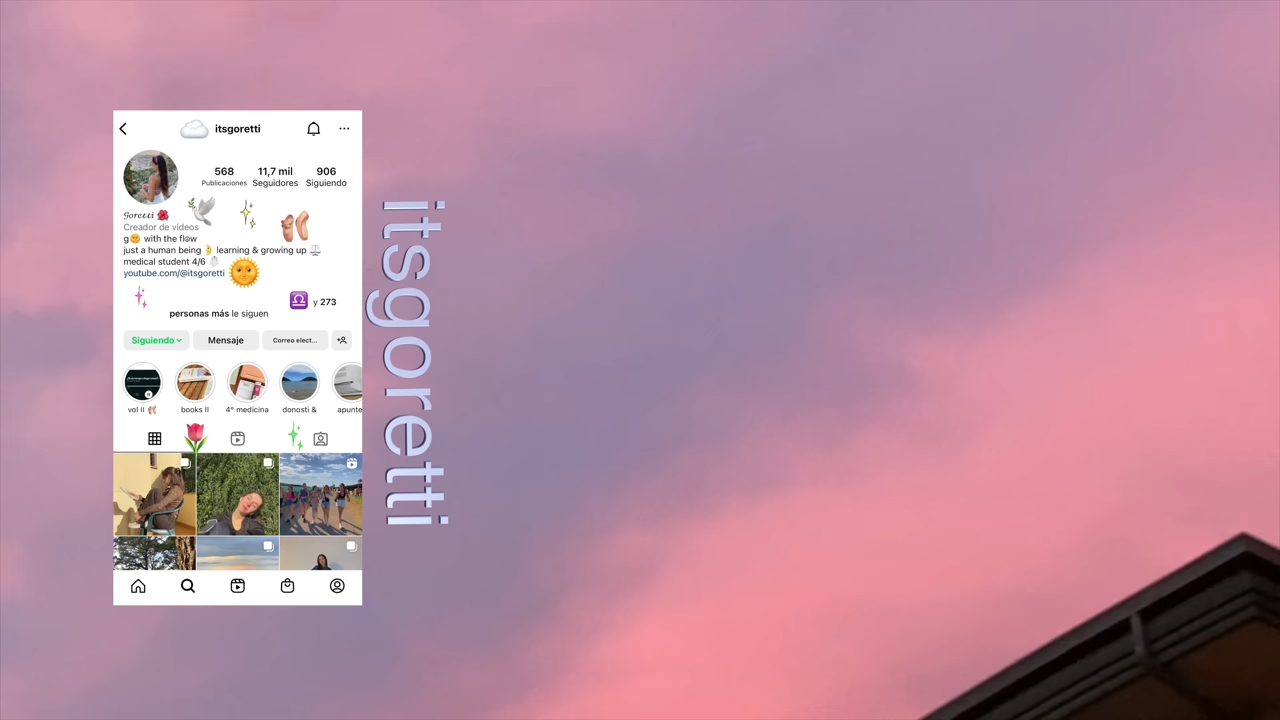 itsgoretti
568
11,7 mil
906
Publicaciones
Seguidores
Siguiendo
goretti
Creador de vídeos
g🌞 with the fl😊w
just a human being 🫰 learning & growing up ⚖️
medical student 4/6
youtube.com/@itsgoretti
y 273
personas más le siguen
Siguiendo
Mensaje
Correo elect...
vol II
books II
4º medicina
donosti &
apunte
itsgoretti